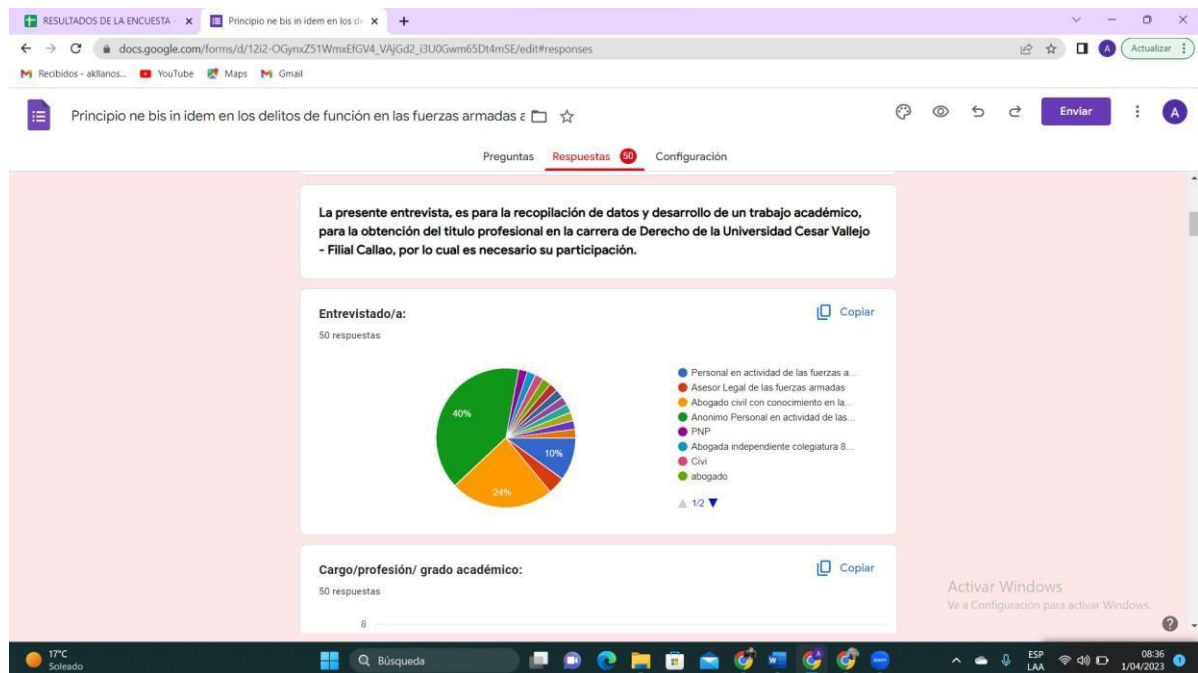 RESULTADOS DE LA ENCUESTA -
Principio ne bis in idem en los de
docs.google.com/forms/d/12i2-OGynxZ51WmxEfGV4_VAjGd2_i3U0Gwm65Dt4mSE/edit#responses
Actualizar
Recibidos - akllanos...
YouTube
Maps
Gmail
Principio ne bis in idem en los delitos de función en las fuerzas armadas a
Enviar
A
Preguntas
Respuestas 50
Configuración
La presente entrevista, es para la recopilación de datos y desarrollo de un trabajo académico,
para la obtención del titulo profesional en la carrera de Derecho de la Universidad Cesar Vallejo
- Filial Callao, por lo cual es necesario su participación.
Entrevistado/a:
Copiar
50 respuestas
40%
10%
24%
Personal en actividad de las fuerzas a...
Asesor Legal de las fuerzas armadas
Abogado civil con conocimiento en la...
Anonimo Personal en actividad de las...
PNP
Abogada independiente colegiatura 8...
Civi
abogado
1/2
Cargo/profesión/ grado académico:
Copiar
50 respuestas
8
Activar Windows
Ve a Configuración para activar Windows.
17°C
Soleado
Búsqueda
ESP
LAA
08:36
1/04/2023